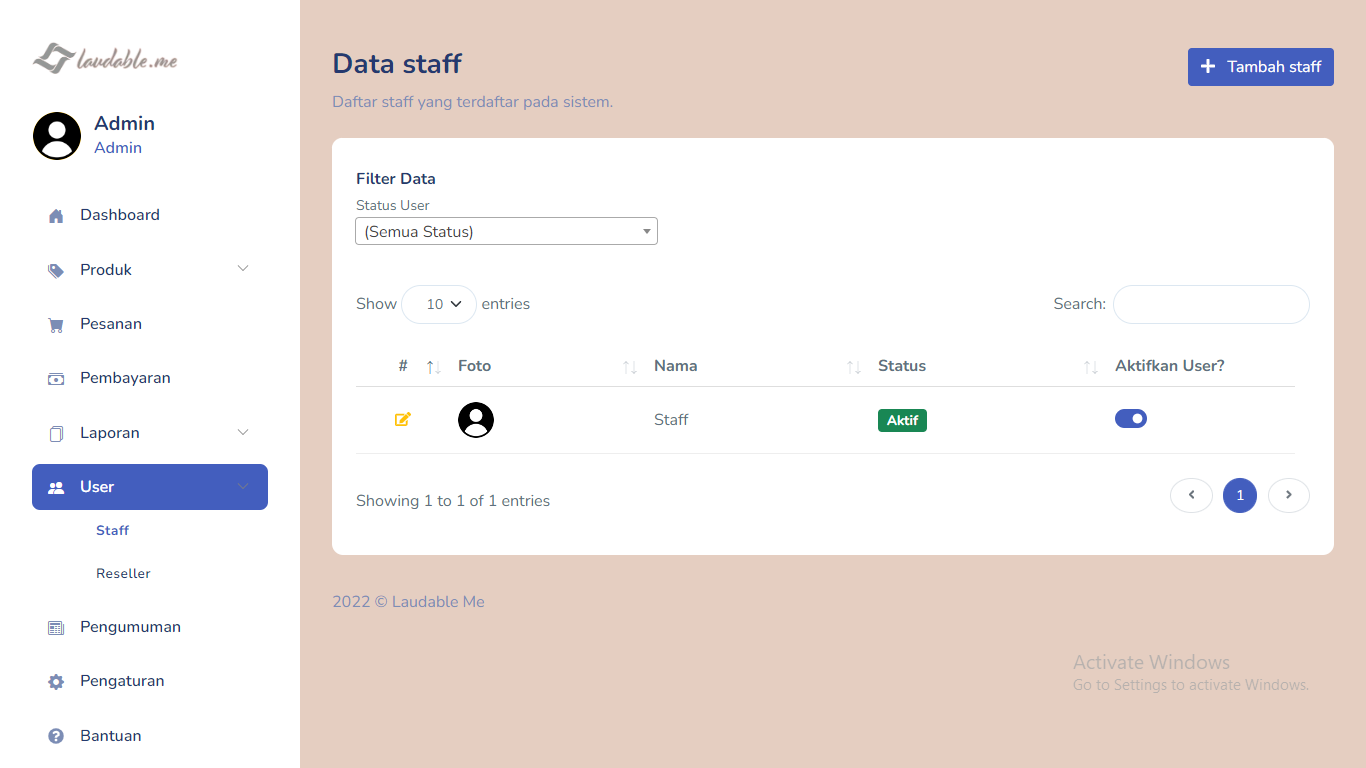 laudable.me
Admin
Admin
Dashboard
Produk
Pesanan
Pembayaran
Laporan
User
Staff
Reseller
Pengumuman
Pengaturan
Bantuan
Data staff
Daftar staff yang terdaftar pada sistem.
Tambah staff
Filter Data
Status User
(Semua Status)
Show 10 entries
Search:
# Foto Nama Status Aktifkan User?
Staff Aktif
Showing 1 to 1 of 1 entries
1
2022 © Laudable Me
Activate Windows
Go to Settings to activate Windows.